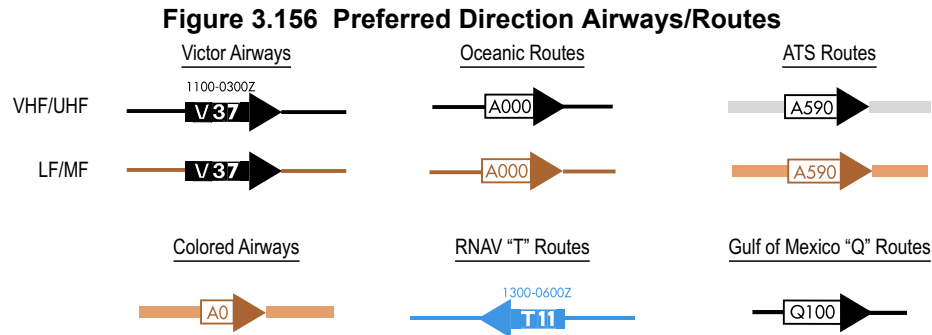 Figure 3.156  Preferred Direction Airways/Routes
Victor Airways
Oceanic Routes
ATS Routes
VHF/UHF
1100-0300Z
V 37
A000
A590
LF/MF
V 37
A000
A590
Colored Airways
RNAV “T” Routes
Gulf of Mexico “Q” Routes
A0
1300-0600Z
T 11
Q100